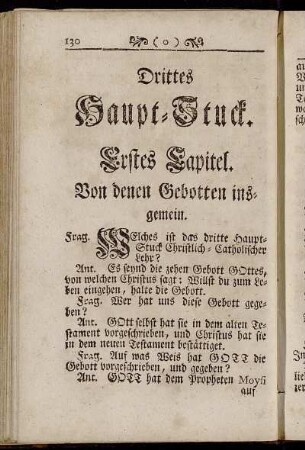 130 ( o )
Drittes
Haupt-Stuck.
Erstes Capitel.
Von denen Gebotten ins-
gemein.
Frag. Welches ist das dritte Haupt-
Stuck Christlich-Catholischer
Lehr?
Ant. Es seynd die zehen Gebott GOttes,
von welchen Christus sagt: Willst du zum Le-
ben eingehen, halte die Gebott.
Frag. Wer hat uns diese Gebott gege-
ben?
Ant. GOtt selbst hat sie in dem alten Te-
stament vorgeschrieben, und Christus hat sie
in dem neuen Testament bestättiget.
Frag. Auf was Weis hat GOTT die
Gebott vorgeschrieben, und gegeben?
Ant. GOTT hat dem Propheten Moysi
auf